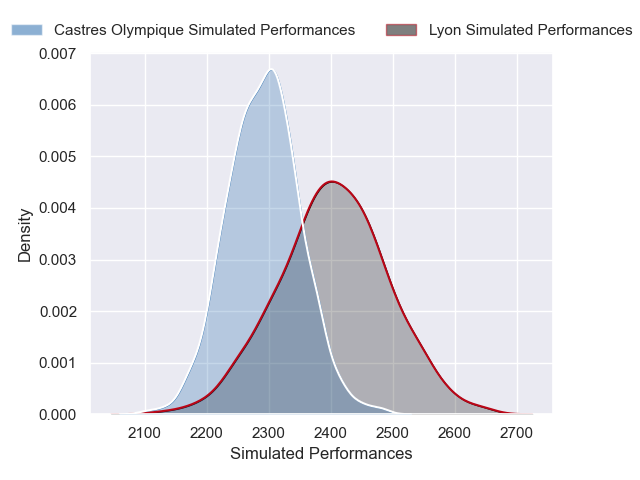 Castres Olympique Simulated Performances Lyon Simulated Performances
0.007
0.006
0.005
0.004
0.003
0.002
0.001
0.000
Density
2100 2200 2300 2400 2500 2600 2700
Simulated Performances